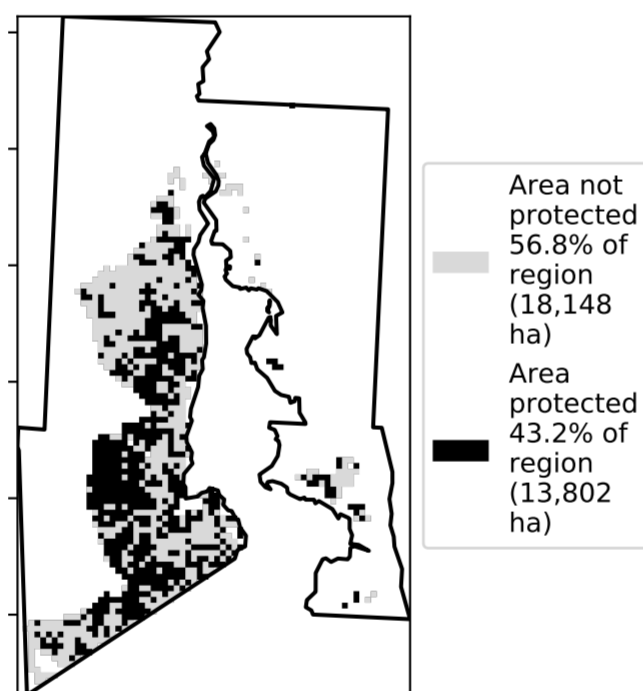 Area not
protected
56.8% of
region
(18,148
ha)
Area
protected
43.2% of
region
(13,802
ha)